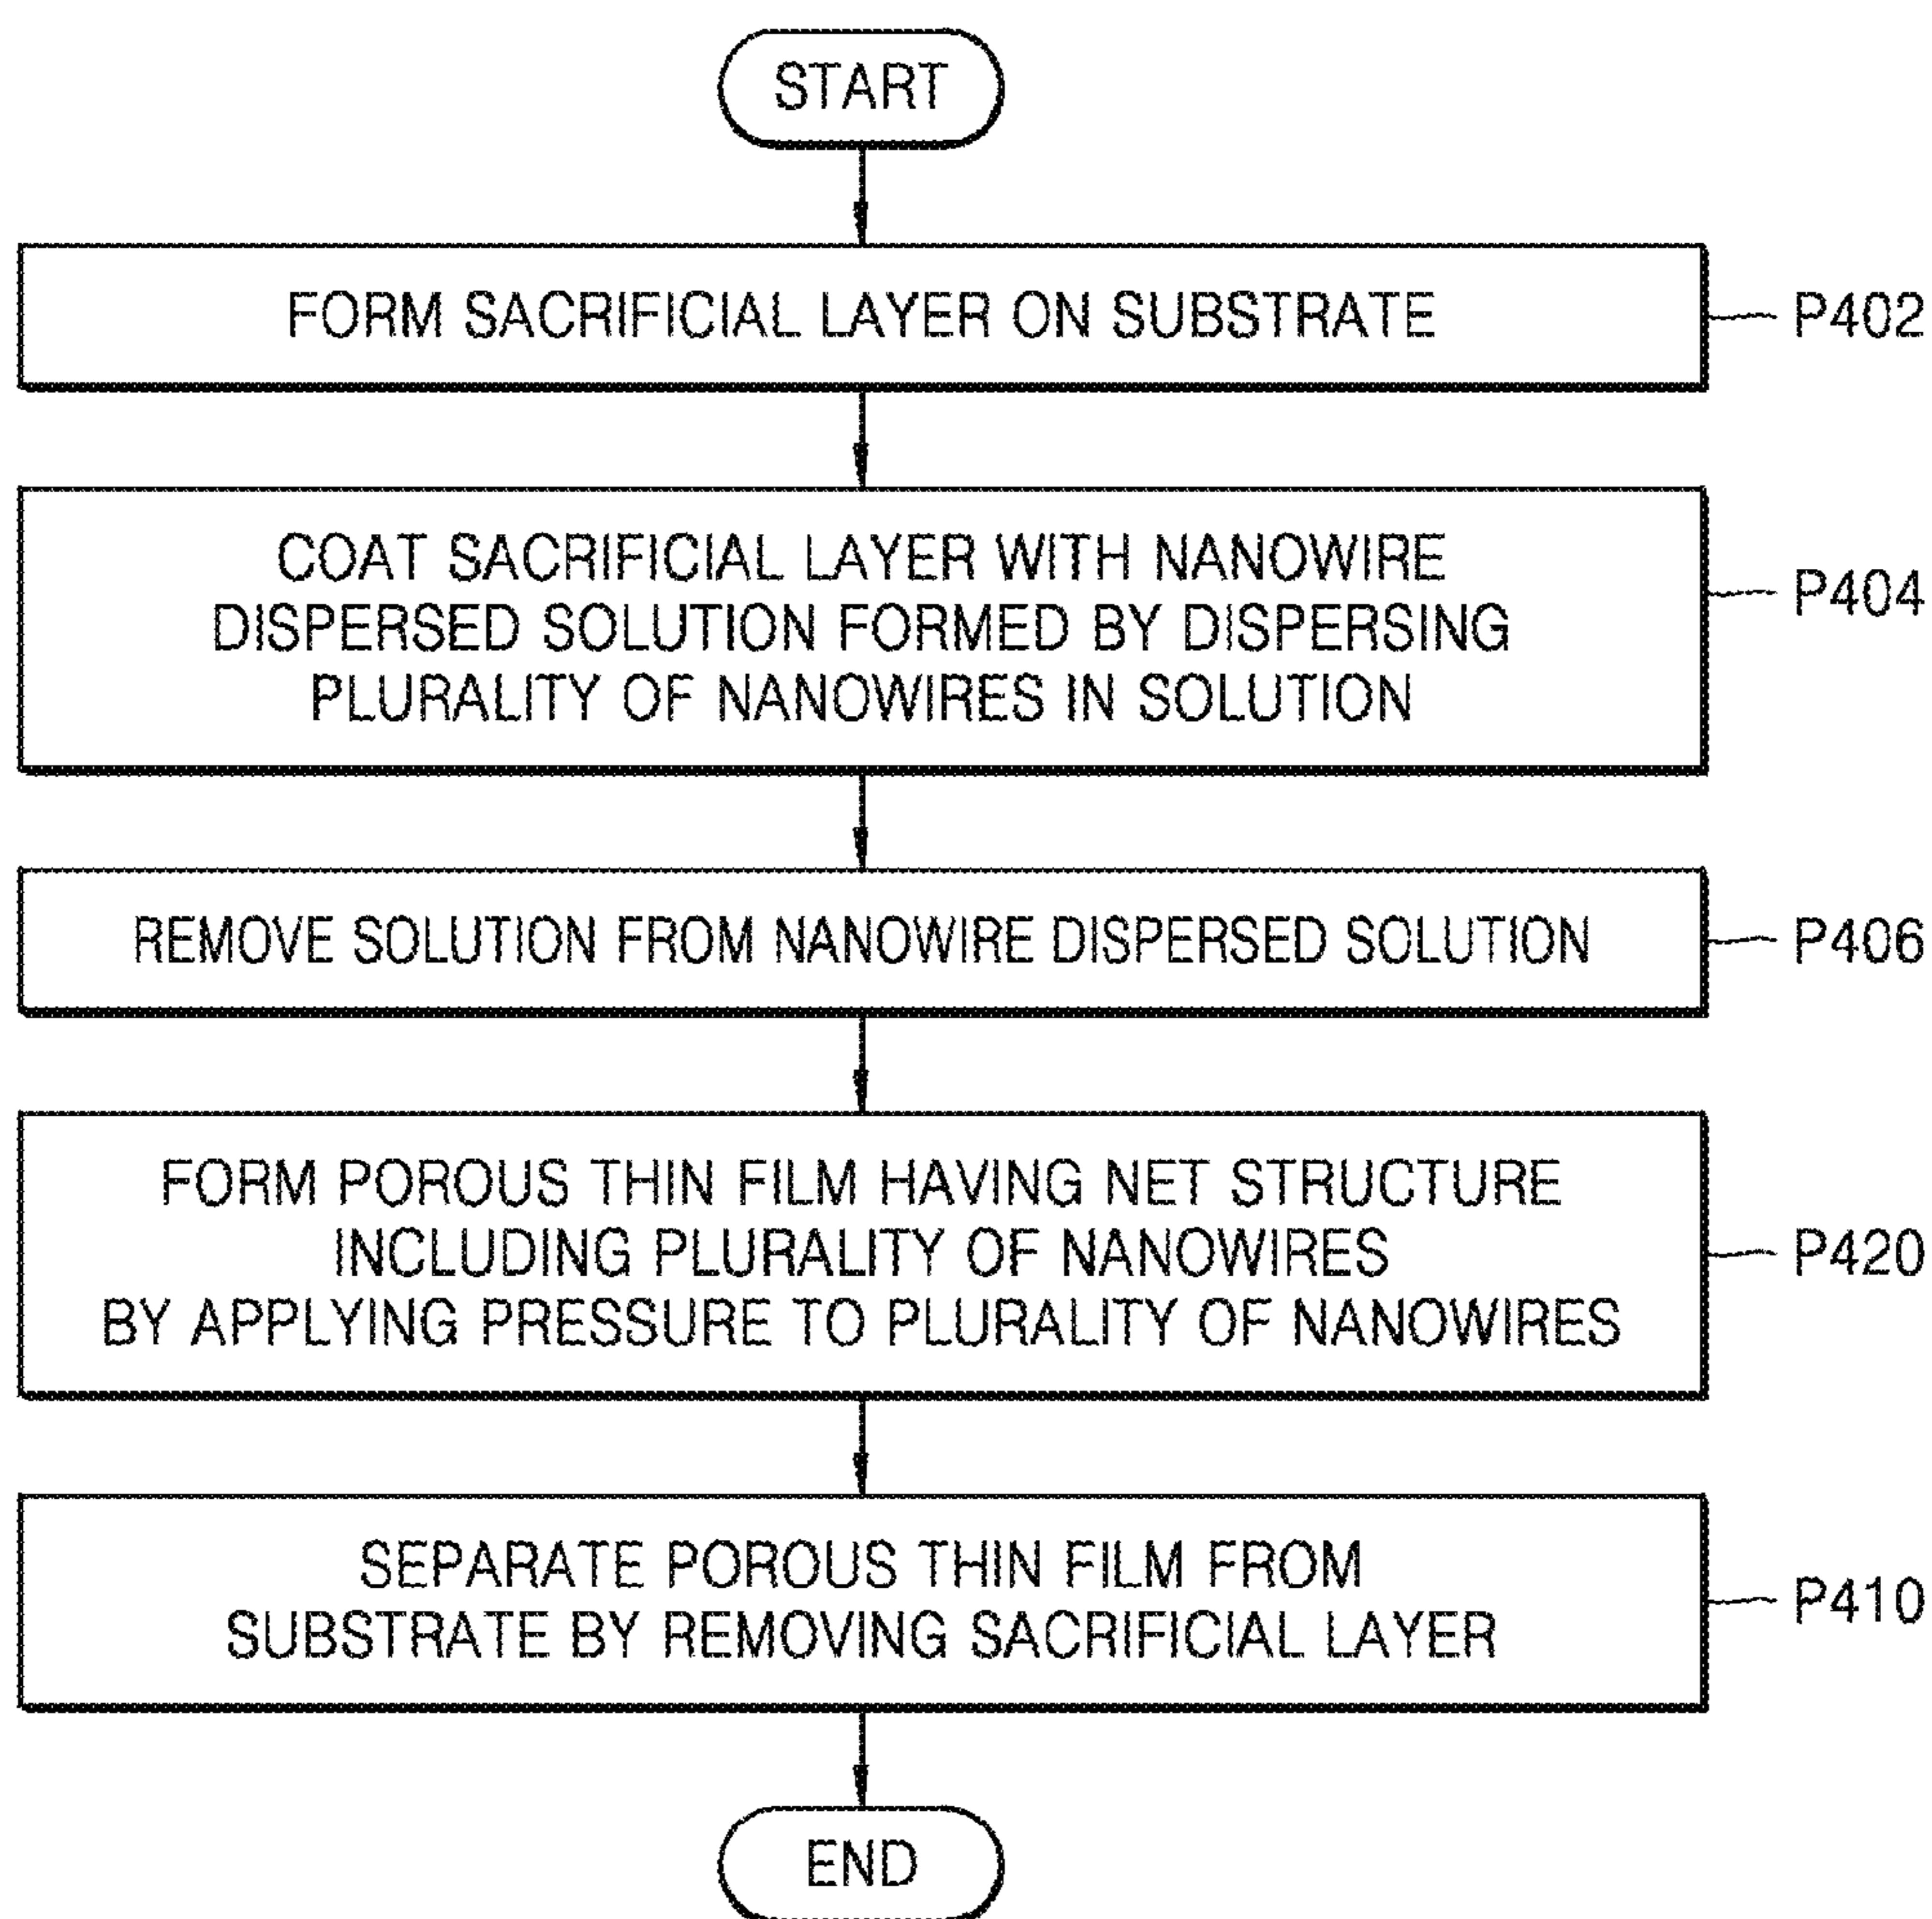 START
FORM SACRIFICIAL LAYER ON SUBSTRATE
P402
COAT SACRIFICIAL LAYER WITH NANOWIRE
DISPERSED SOLUTION FORMED BY DISPERSING
PLURALITY OF NANOWIRES IN SOLUTION
P404
REMOVE SOLUTION FROM NANOWIRE DISPERSED SOLUTION
P406
FORM POROUS THIN FILM HAVING NET STRUCTURE
INCLUDING PLURALITY OF NANOWIRES
BY APPLYING PRESSURE TO PLURALITY OF NANOWIRES
P420
SEPARATE POROUS THIN FILM FROM
SUBSTRATE BY REMOVING SACRIFICIAL LAYER
P410
END